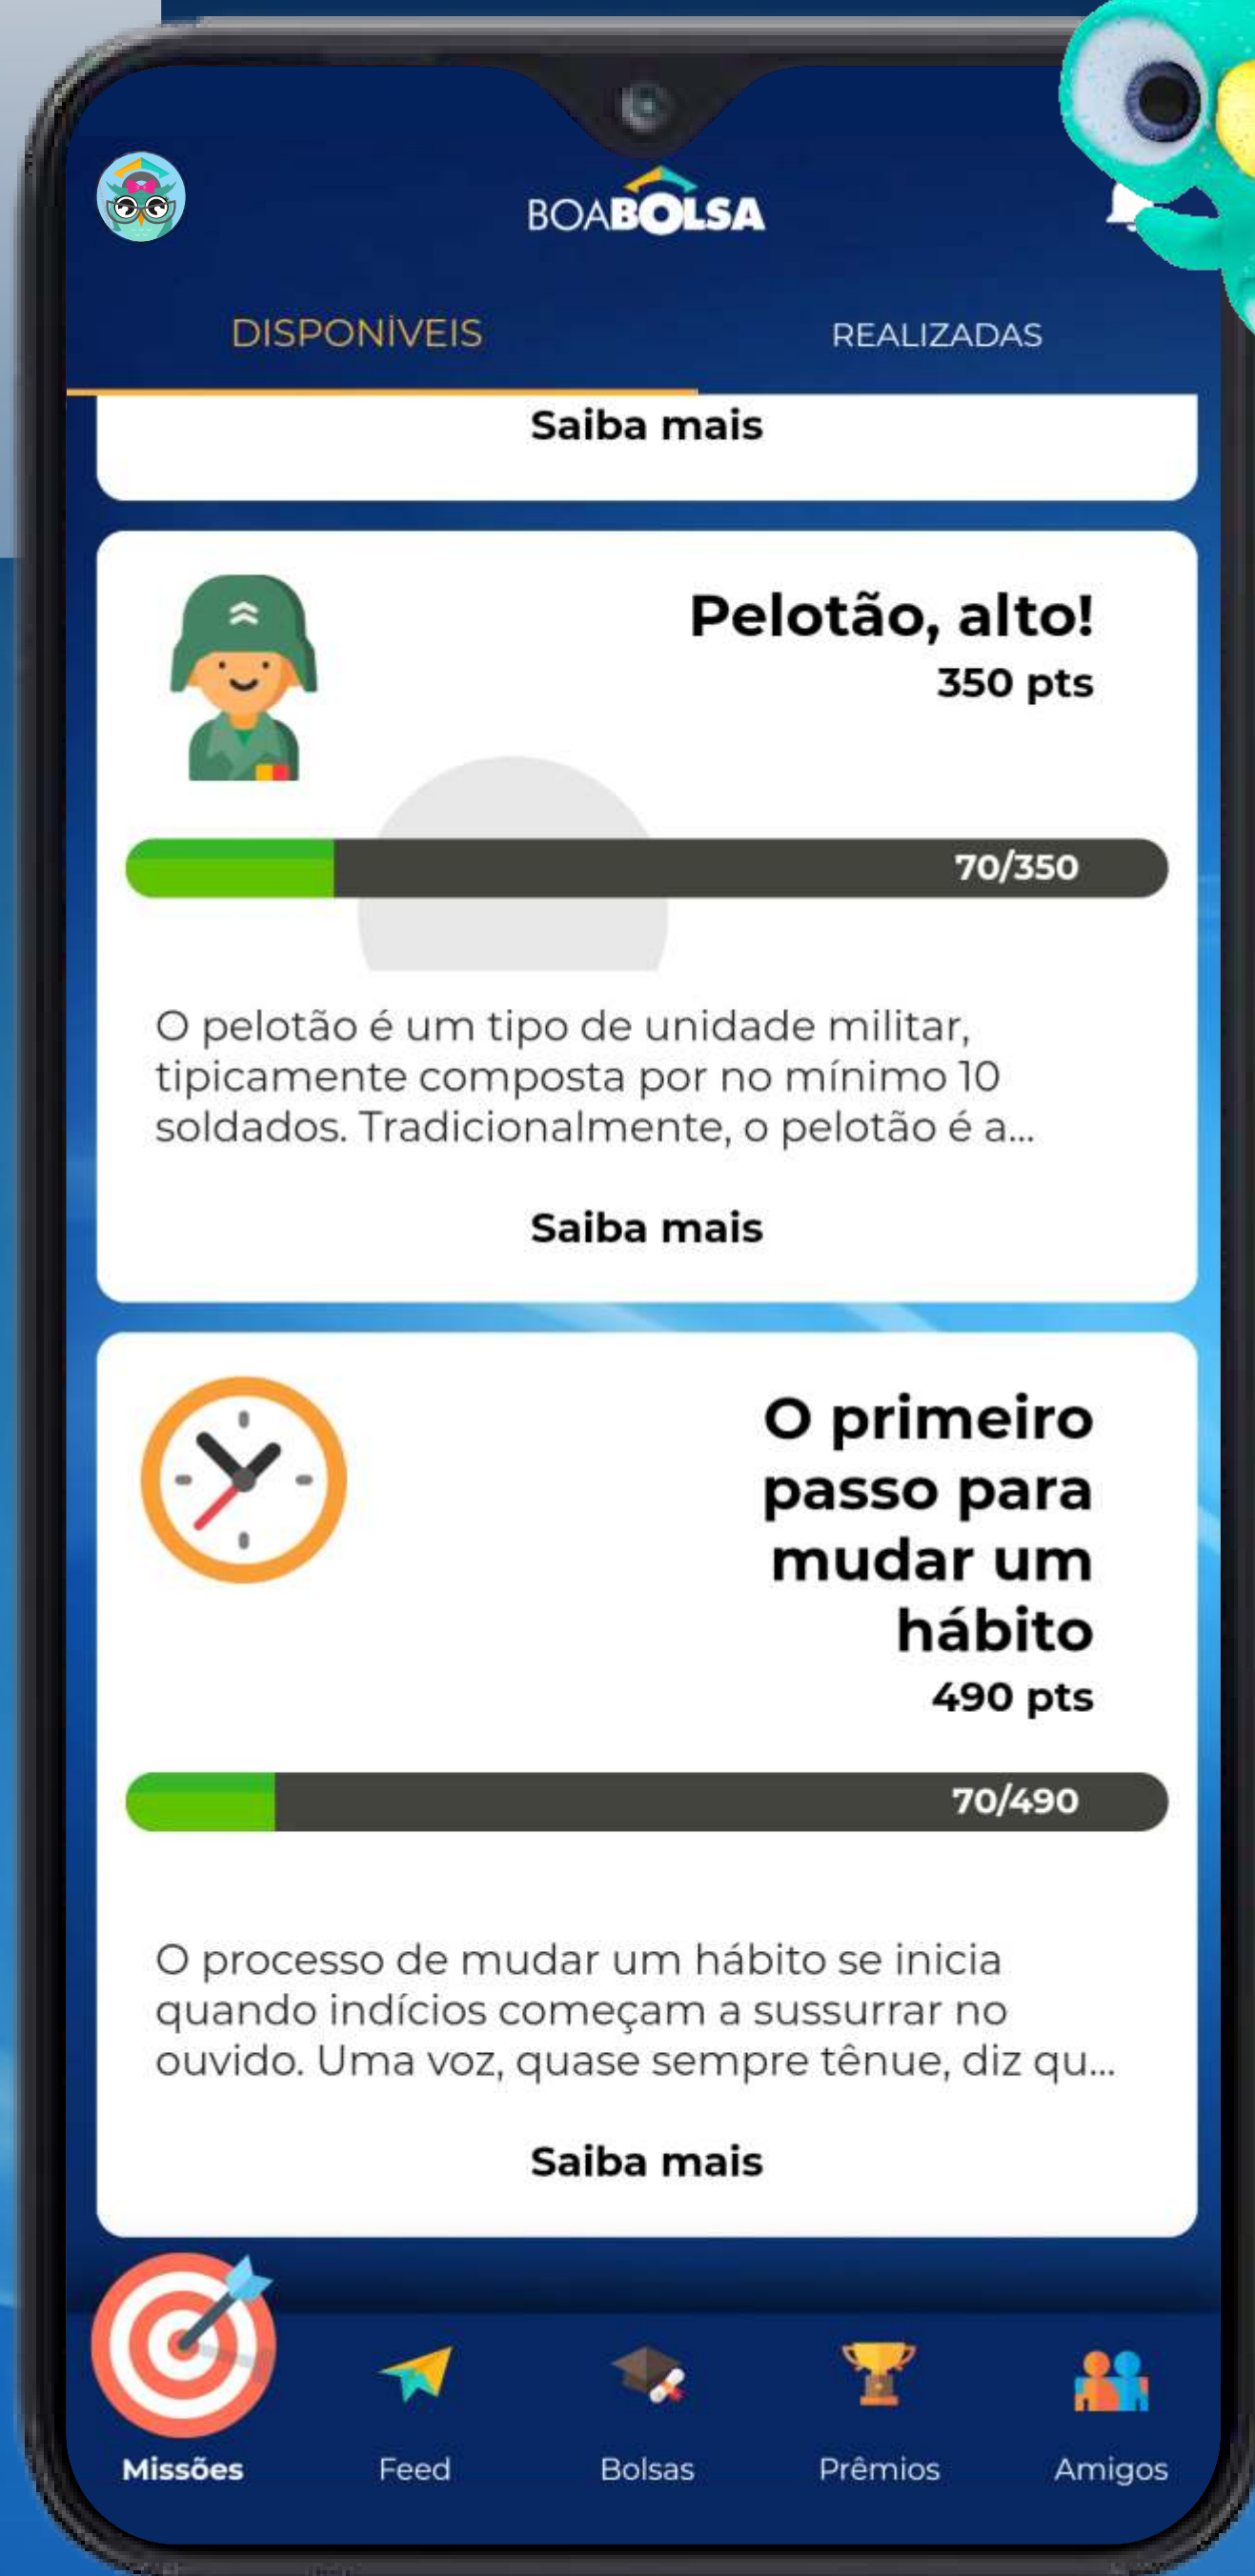 BOABOLSA
DISPONÍVEIS
REALIZADAS
Saiba mais
Pelotão, alto!
350 pts
70/350
O pelotão é um tipo de unidade militar,
tipicamente composta por no mínimo 10
soldados. Tradicionalmente, o pelotão é a...
Saiba mais
O primeiro
passo para
mudar um
hábito
490 pts
70/490
O processo de mudar um hábito se inicia
quando indícios começam a sussurrar no
ouvido. Uma voz, quase sempre tênue, diz qu...
Saiba mais
Missões
Feed
Bolsas
Prêmios
Amigos